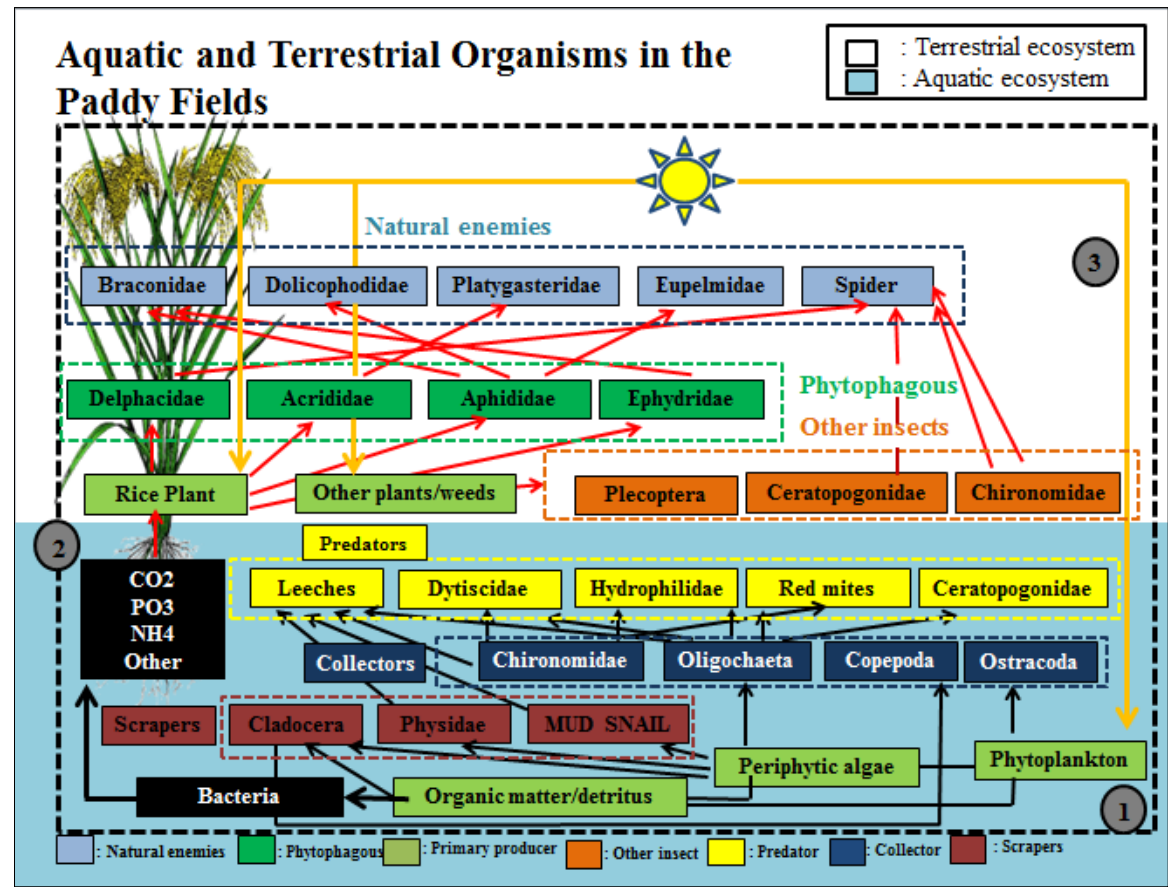 Aquatic and Terrestrial Organisms in the
Paddy Fields
: Terrestrial ecosystem
: Aquatic ecosystem
Natural enemies
3
Braconidae
Dolicophodidae
Platygasteridae
Eupelmidae
Spider
Phytophagous
Delphacidae
Acrididae
Aphididae
Ephydridae
Other insects
Rice Plant
Other plants/weeds
Plecoptera
Ceratopogonidae
Chironomidae
2
Predators
CO2
PO3
NH4
Other
Leeches
Dytiscidae
Hydrophilidae
Red mites
Ceratopogonidae
Collectors
Chironomidae
Oligochaeta
Copepoda
Ostracoda
Scrapers
Cladocera
Physidae
MUD SNAIL
Periphytic algae
Phytoplankton
Bacteria
Organic matter/detritus
1
: Natural enemies
: Phytophagous
: Primary producer
: Other insect
: Predator
: Collector
: Scrapers